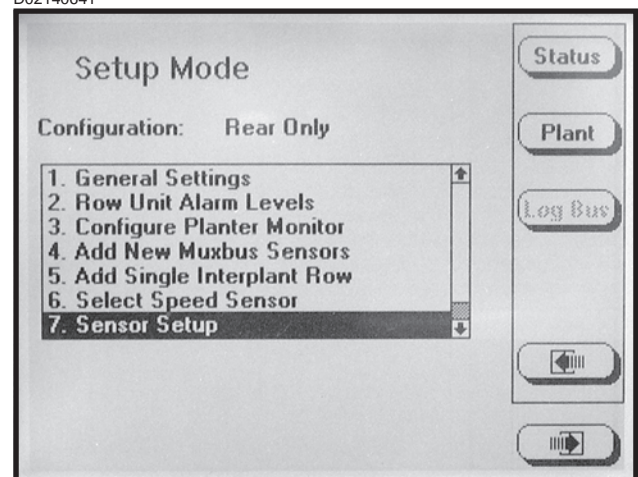 D02140841
Setup Mode
Configuration: Rear Only
1. General Settings
2. Row Unit Alarm Levels
3. Configure Planter Monitor
4. Add New Muxbus Sensors
5. Add Single Interplant Row
6. Select Speed Sensor
7. Sensor Setup
Status
Plant
Log Bus